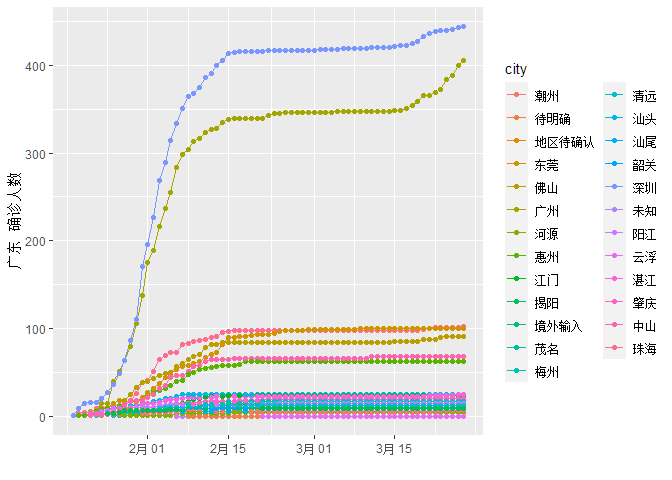 广东 确诊人数
400
300
200
100
0
2月 01
2月 15
3月 01
3月 15
city
潮州
待明确
地区待确认
东莞
佛山
广州
河源
惠州
江门
揭阳
境外输入
茂名
梅州
清远
汕头
汕尾
韶关
深圳
未知
阳江
云浮
湛江
肇庆
中山
珠海